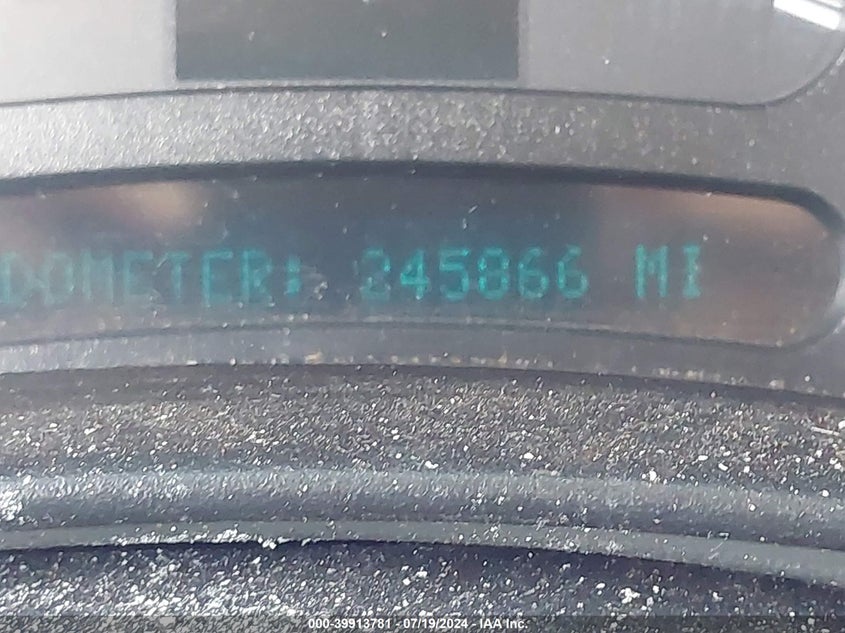 DOMETER: 245866 MI
000-39913781 - 07/19/2024 - IAA Inc.